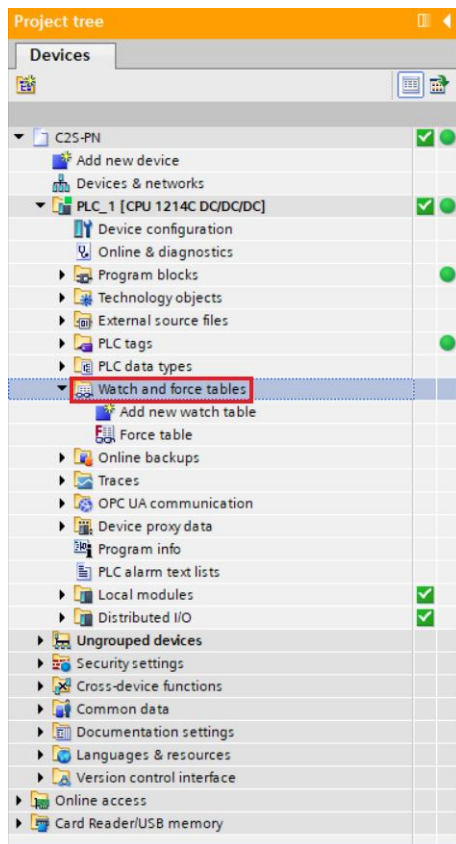 Project tree
Devices
C2S-PN
Add new device
Devices & networks
PLC_1 [CPU 1214C DC/DC/DC]
Device configuration
Online & diagnostics
Program blocks
Technology objects
External source files
PLC tags
PLC data types
Watch and force tables
Add new watch table
Force table
Online backups
Traces
OPC UA communication
Device proxy data
Program info
PLC alarm text lists
Local modules
Distributed I/O
Ungrouped devices
Security settings
Cross-device functions
Common data
Documentation settings
Languages & resources
Version control interface
Online access
Card Reader/USB memory